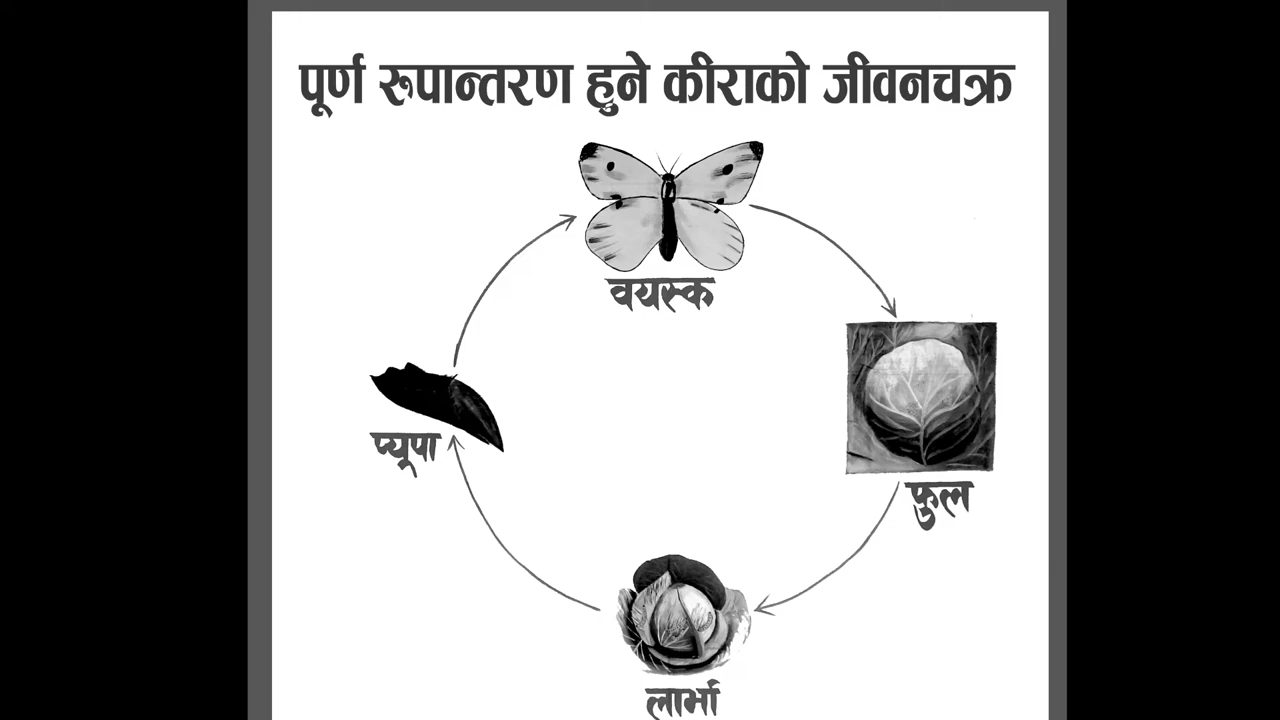 पूर्ण रूपान्तरण हुने कीराको जीवनचक्र
वयस्क
प्यूपा
फुल
लार्भा